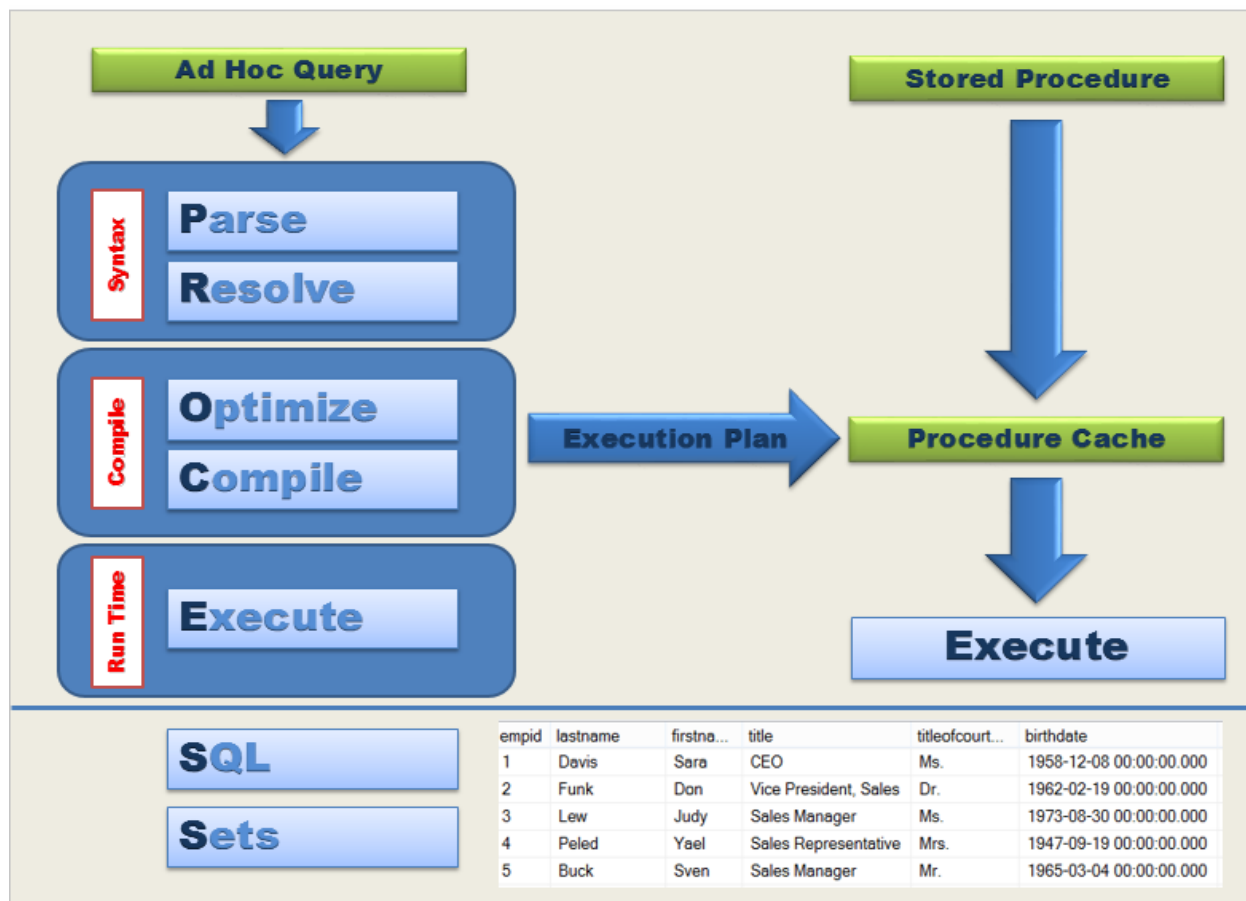 Ad Hoc Query
Stored Procedure
Syntax
Parse
Resolve
Compile
Optimize
Compile
Execution Plan
Procedure Cache
Run Time
Execute
Execute
SQL
Sets
empid lastname firstna... title titleofcourt... birthdate
1 Davis Sara CEO Ms. 1958-12-08 00:00:00.000
2 Funk Don Vice President, Sales Dr. 1962-02-19 00:00:00.000
3 Lew Judy Sales Manager Ms. 1973-08-30 00:00:00.000
4 Peled Yael Sales Representative Mrs. 1947-09-19 00:00:00.000
5 Buck Sven Sales Manager Mr. 1965-03-04 00:00:00.000